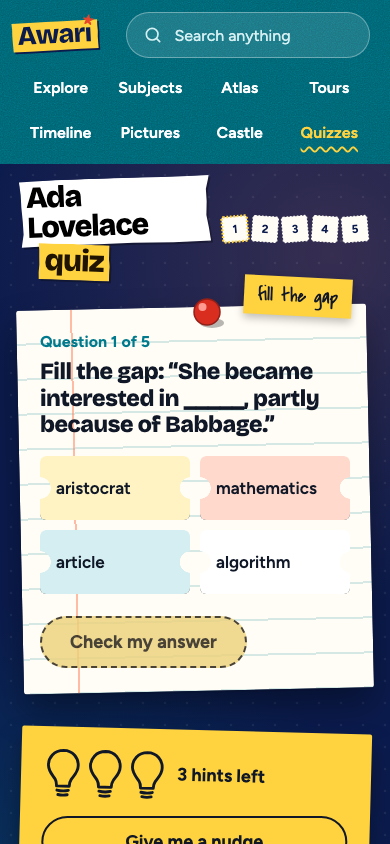 Awari
Search anything
Explore Subjects Atlas Tours
Timeline Pictures Castle Quizzes
Ada
Lovelace
quiz
1 2 3 4 5
fill the gap
Question 1 of 5
Fill the gap: “She became
interested in _____, partly
because of Babbage.”
aristocrat mathematics
article algorithm
Check my answer
3 hints left
Give me a nudge